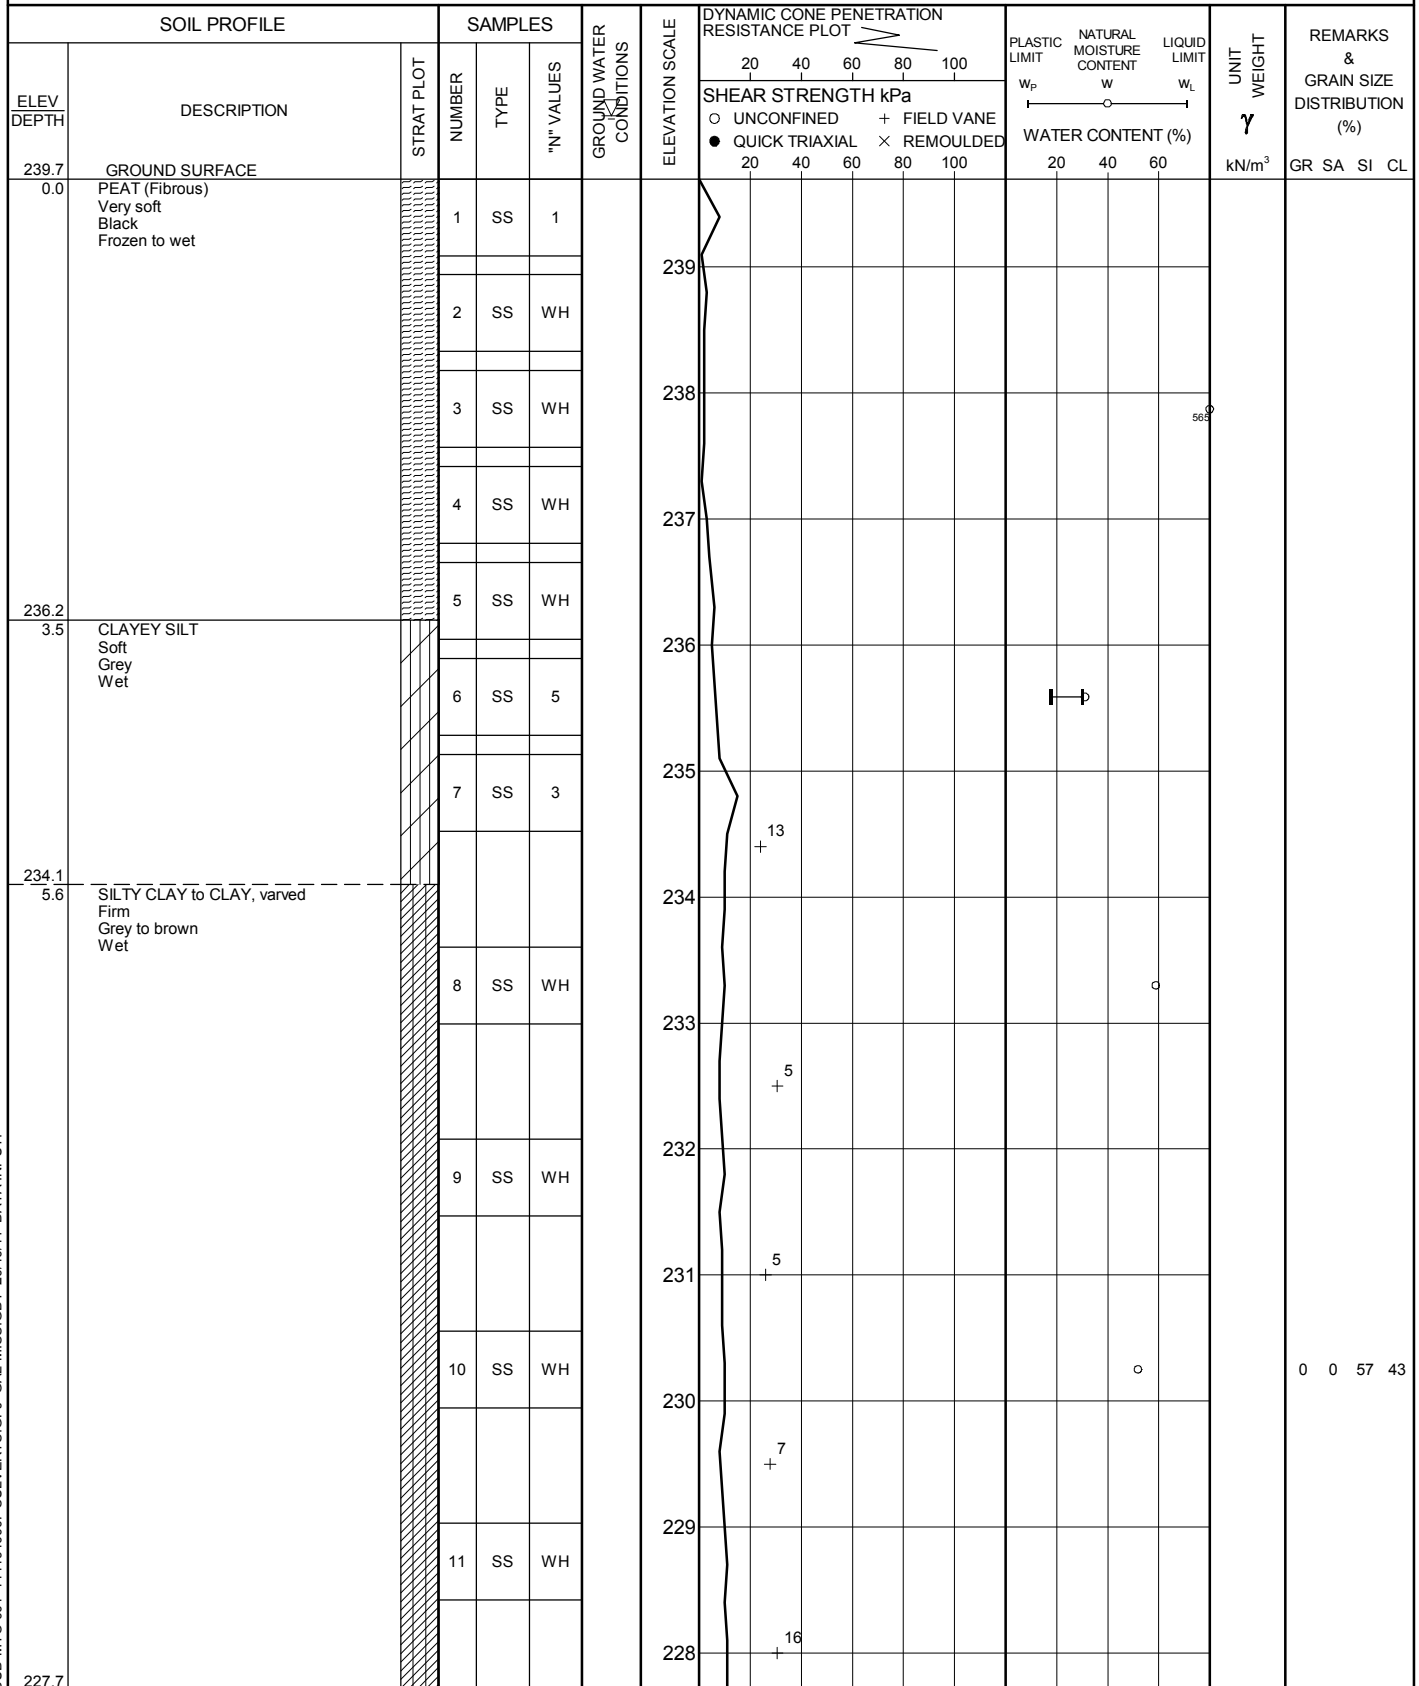 SOIL PROFILE
SAMPLES
GROUND WATER
CONDITIONS
ELEVATION SCALE
DYNAMIC CONE PENETRATION
RESISTANCE PLOT
20 40 60 80 100
SHEAR STRENGTH kPa
○ UNCONFINED + FIELD VANE
● QUICK TRIAXIAL × REMOULDED
20 40 60 80 100
PLASTIC
LIMIT
NATURAL
MOISTURE
CONTENT
LIQUID
LIMIT
WP W WL
WATER CONTENT (%)
20 40 60
UNIT
WEIGHT
γ
kN/m³
REMARKS
&
GRAIN SIZE
DISTRIBUTION
(%)
GR SA SI CL
ELEV
DEPTH
DESCRIPTION
STRAT PLOT
NUMBER
TYPE
"N" VALUES
239.7 GROUND SURFACE
0.0 PEAT (Fibrous)
Very soft
Black
Frozen to wet
1 SS 1
239
2 SS WH
238
3 SS WH
565
4 SS WH
237
5 SS WH
236.2
3.5 CLAYEY SILT
Soft
Grey
Wet
236
6 SS 5
235
7 SS 3
13
234.1
5.6 SILTY CLAY to CLAY, varved
Firm
Grey to brown
Wet
234
8 SS WH
233
5
232
9 SS WH
5
231
10 SS WH
0 0 57 43
230
7
229
11 SS WH
16
228
227.7